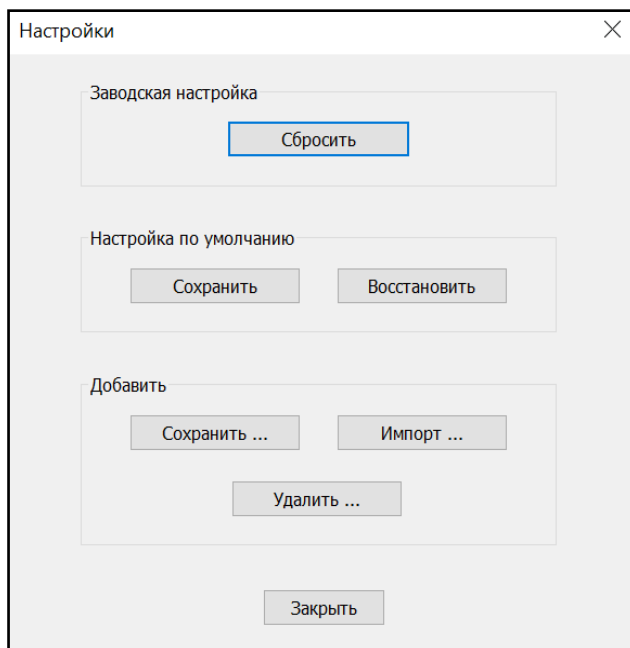 Настройки
Заводская настройка
Сбросить
Настройка по умолчанию
Сохранить Восстановить
Добавить
Сохранить ... Импорт ...
Удалить ...
Закрыть